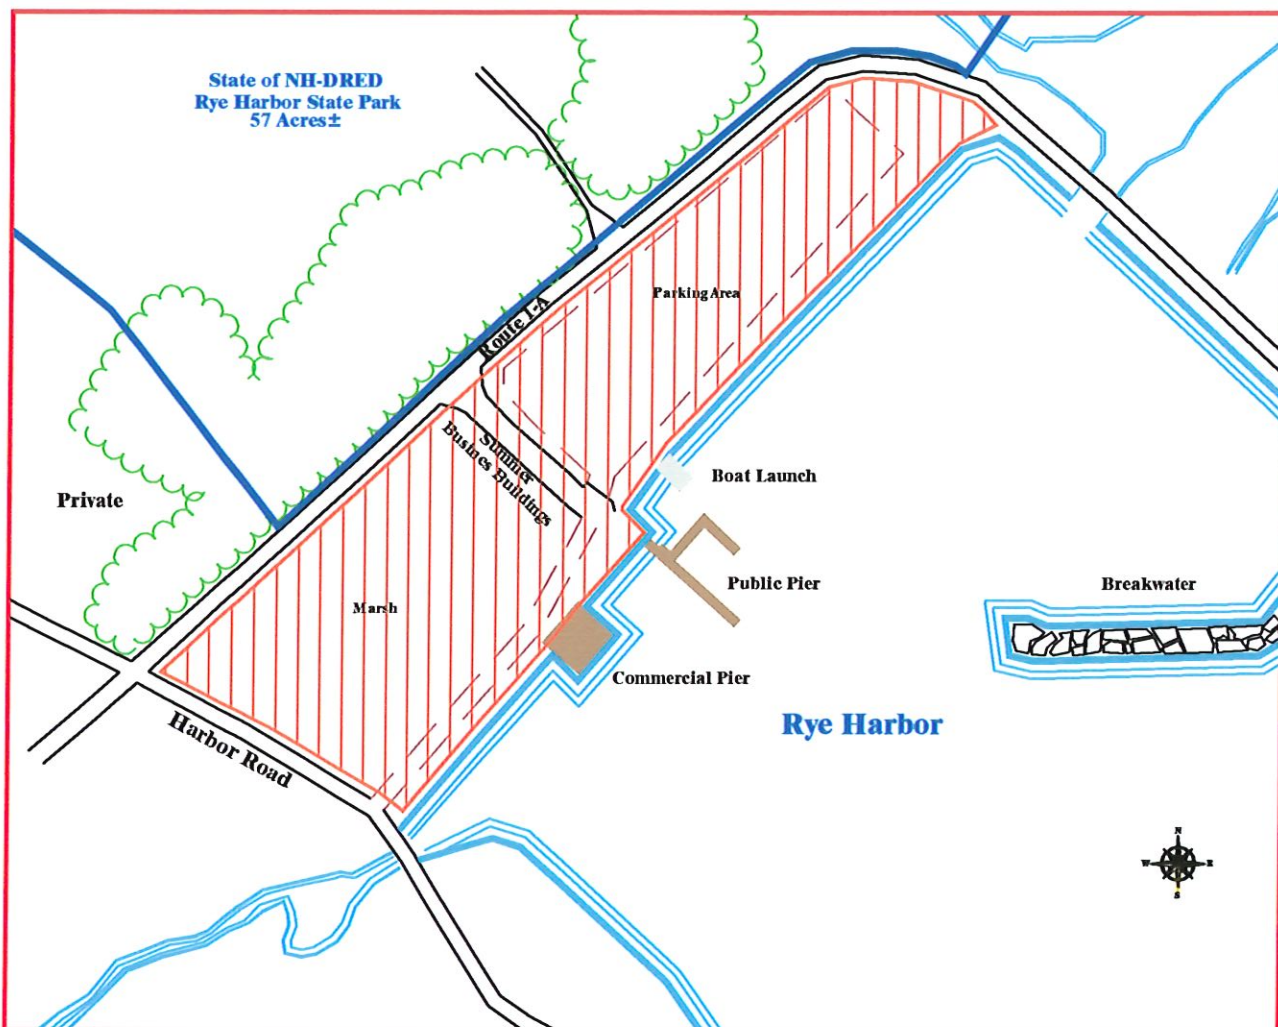 State of NH-DRED
Rye Harbor State Park
57 Acres±
Route 1-A
Parking Area
Summer
Busines Buildings
Boat Launch
Private
Public Pier
Breakwater
Marsh
Commercial Pier
Rye Harbor
Harbor Road
N
W
E
S